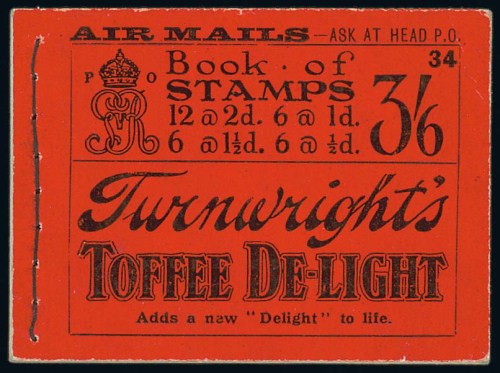 AIR MAILS—ASK AT HEAD P.O.
34
P O
GR
Book · of
STAMPS
12 @ 2d. 6 @ 1d.
6 @ 1½d. 6 @ ½d.
3/6
Turnwright's
TOFFEE DE-LIGHT
Adds a new "Delight" to life.